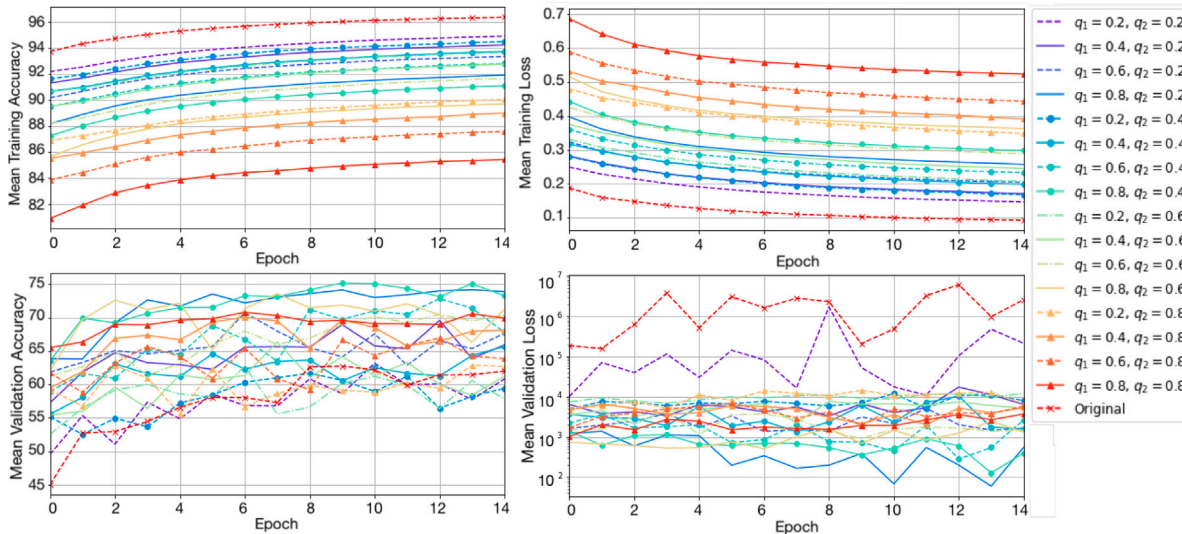 96
94
92
90
88
86
84
82
0 2 4 6 8 10 12 14
Epoch
Mean Training Accuracy
0.7
0.6
0.5
0.4
0.3
0.2
0.1
0 2 4 6 8 10 12 14
Epoch
Mean Training Loss
75
70
65
60
55
50
45
0 2 4 6 8 10 12 14
Epoch
Mean Validation Accuracy
10^7
10^6
10^5
10^4
10^3
10^2
0 2 4 6 8 10 12 14
Epoch
Mean Validation Loss
q₁ = 0.2, q₂ = 0.2
q₁ = 0.4, q₂ = 0.2
q₁ = 0.6, q₂ = 0.2
q₁ = 0.8, q₂ = 0.2
q₁ = 0.2, q₂ = 0.4
q₁ = 0.4, q₂ = 0.4
q₁ = 0.6, q₂ = 0.4
q₁ = 0.8, q₂ = 0.4
q₁ = 0.2, q₂ = 0.6
q₁ = 0.4, q₂ = 0.6
q₁ = 0.6, q₂ = 0.6
q₁ = 0.8, q₂ = 0.6
q₁ = 0.2, q₂ = 0.8
q₁ = 0.4, q₂ = 0.8
q₁ = 0.6, q₂ = 0.8
q₁ = 0.8, q₂ = 0.8
Original